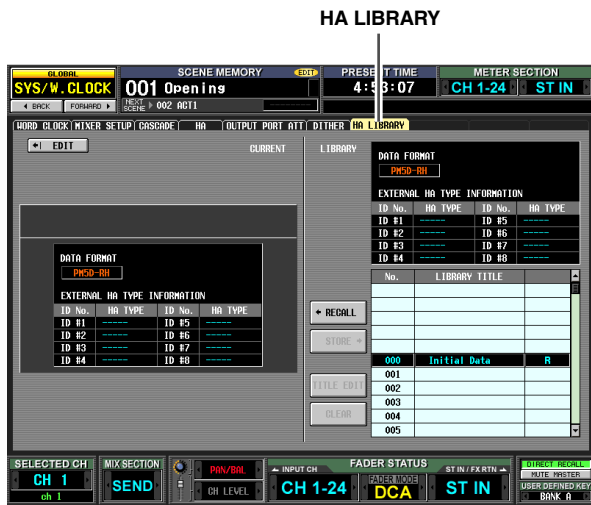 HA LIBRARY
GLOBAL SCENE MEMORY EDIT PRESENT TIME METER SECTION
SYS/W.CLOCK 001 Opening 4:53:07 CH 1-24 ST IN
BACK FORWARD NEXT SCENE 002 ACT1
WORD CLOCK MIXER SETUP CASCADE HA OUTPUT PORT ATT DITHER HA LIBRARY
EDIT CURRENT LIBRARY
DATA FORMAT
PM5D-RH
EXTERNAL HA TYPE INFORMATION
ID No. HA TYPE ID No. HA TYPE
ID #1 ----- ID #5 -----
ID #2 ----- ID #6 -----
ID #3 ----- ID #7 -----
ID #4 ----- ID #8 -----
DATA FORMAT
PM5D-RH
EXTERNAL HA TYPE INFORMATION
ID No. HA TYPE ID No. HA TYPE
ID #1 ----- ID #5 -----
ID #2 ----- ID #6 -----
ID #3 ----- ID #7 -----
ID #4 ----- ID #8 -----
No. LIBRARY TITLE
RECALL
STORE
000 Initial Data R
001
TITLE EDIT 002
003
CLEAR 004
005
SELECTED CH MIX SECTION FADER STATUS DIRECT RECALL
PAN/BAL INPUT CH ST IN / FX RTN MUTE MASTER
CH 1 SEND CH LEVEL CH 1-24 FADER MODE DCA ST IN USER DEFINED KEY
ch 1 BANK A